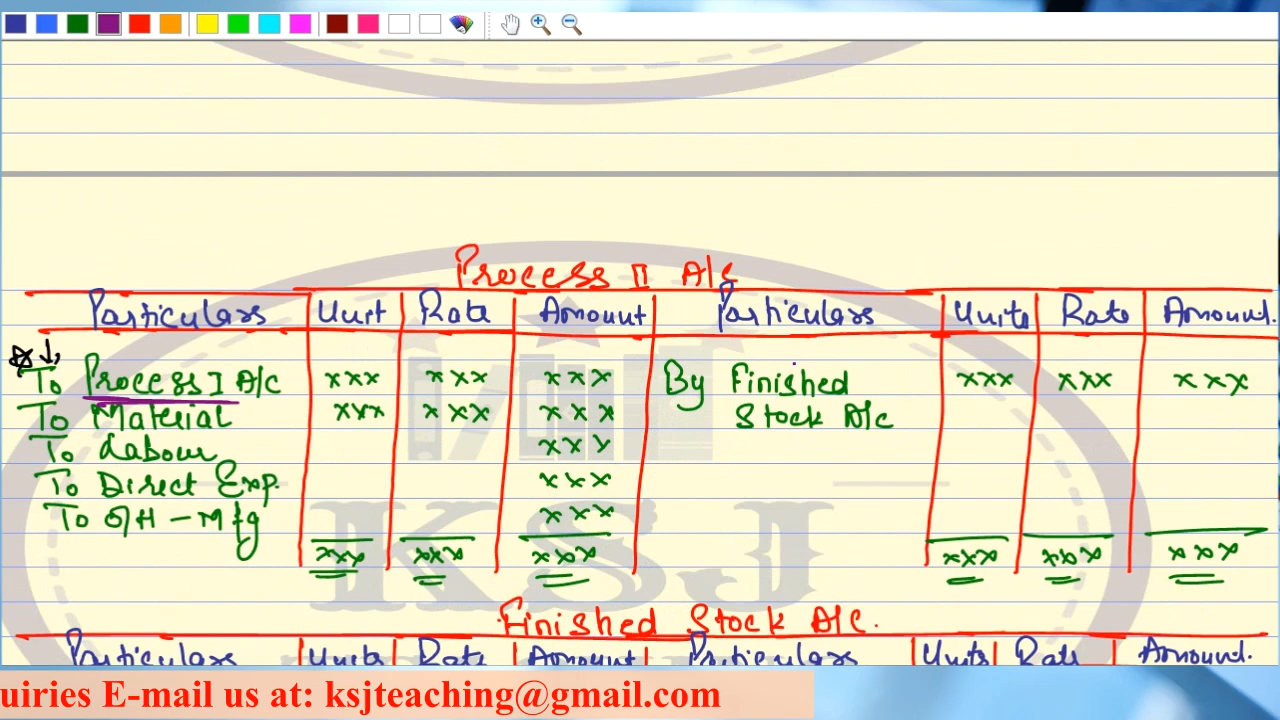 Process II A/c
Particulars Unit Rate Amount Particulars Units Rate Amount.
To Process I A/c xxx xxx xxx By Finished xxx xxx xxx
To Material xxx xxx xxx Stock A/c
To Labour xxx
To Direct Exp. xxx
To O/H - Mfg xxx
xxx xxx xxx xxx xxx xxx
KSJ
Finished Stock A/c.
Particulars Units Rate Amount Particulars Units Rate Amount.
uiries E-mail us at: ksjteaching@gmail.com